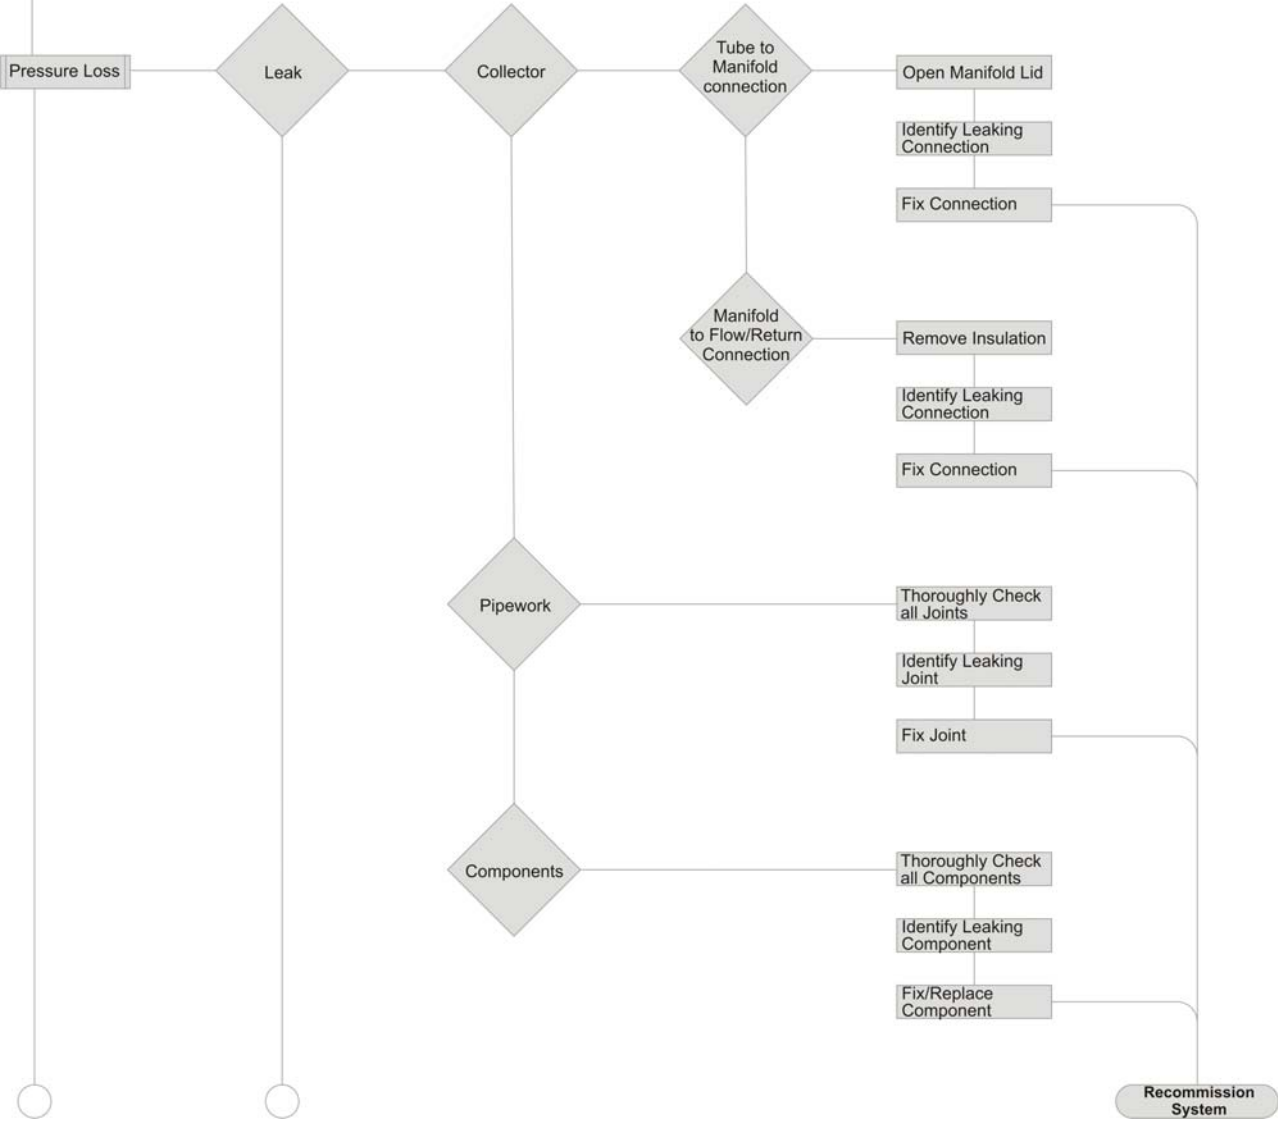 Pressure Loss
Leak
Collector
Tube to
Manifold
connection
Open Manifold Lid
Identify Leaking
Connection
Fix Connection
Manifold
to Flow/Return
Connection
Remove Insulation
Identify Leaking
Connection
Fix Connection
Pipework
Thoroughly Check
all Joints
Identify Leaking
Joint
Fix Joint
Components
Thoroughly Check
all Components
Identify Leaking
Component
Fix/Replace
Component
Recommission
System